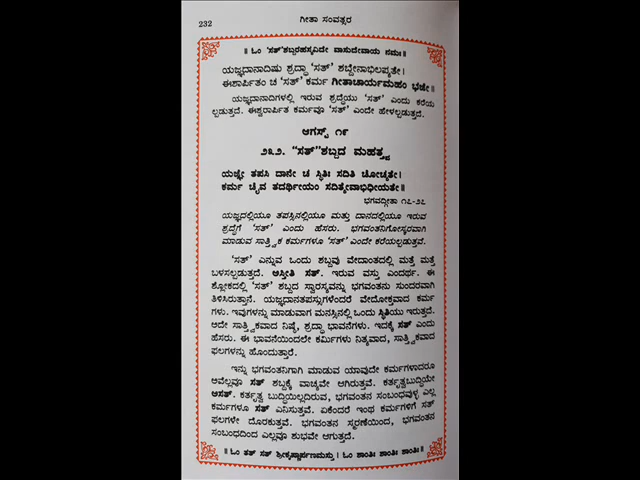 232
ಗೀತಾ ಸಂವತ್ಸರ
॥ ಓಂ 'ಸತ್'ಶಬ್ದರಹಸ್ಯವಿದೇ ವಾಸುದೇವಾಯ ನಮಃ ॥
ಯಜ್ಞದಾನಾದಿಷು ಶ್ರದ್ಧಾ 'ಸತ್' ಶಬ್ದೇನಾಭಿಲಪ್ಯತೇ।
ಈಶಾರ್ಪಿತಂ ಚ 'ಸತ್' ಕರ್ಮ ಗೀತಾಚಾರ್ಯಮಹಂ ಭಜೇ॥
ಯಜ್ಞದಾನಾದಿಗಳಲ್ಲಿ ಇರುವ ಶ್ರದ್ಧೆಯು 'ಸತ್' ಎಂದು ಕರೆಯ
ಲ್ಪಡುತ್ತದೆ. ಈಶ್ವರಾರ್ಪಿತ ಕರ್ಮವೂ 'ಸತ್' ಎಂದೇ ಹೇಳಲ್ಪಡುತ್ತದೆ.
ಆಗಸ್ಟ್ ೧೯
೨೩೨. "ಸತ್"ಶಬ್ದದ ಮಹತ್ತ್ವ
ಯಜ್ಞೇ ತಪಸಿ ದಾನೇ ಚ ಸ್ಥಿತಿಃ ಸದಿತಿ ಚೋಚ್ಯತೇ।
ಕರ್ಮ ಚೈವ ತದರ್ಥೀಯಂ ಸದಿತ್ಯೇವಾಭಿಧೀಯತೇ॥
ಭಗವದ್ಗೀತಾ ೧೭-೨೭
ಯಜ್ಞದಲ್ಲಿಯೂ ತಪಸ್ಸಿನಲ್ಲಿಯೂ ಮತ್ತು ದಾನದಲ್ಲಿಯೂ ಇರುವ
ಶ್ರದ್ಧೆಗೆ 'ಸತ್' ಎಂದು ಹೆಸರು. ಭಗವಂತನಿಗೋಸ್ಕರವಾಗಿ
ಮಾಡುವ ಸಾತ್ತ್ವಿಕ ಕರ್ಮಗಳೂ 'ಸತ್' ಎಂದೇ ಕರೆಯಲ್ಪಡುತ್ತವೆ.
'ಸತ್' ಎನ್ನುವ ಒಂದು ಶಬ್ದವು ವೇದಾಂತದಲ್ಲಿ ಮತ್ತೆ ಮತ್ತೆ
ಬಳಸಲ್ಪಡುತ್ತದೆ. ಅಸ್ತೀತಿ ಸತ್. ಇರುವ ವಸ್ತು ಎಂದರ್ಥ. ಈ
ಶ್ಲೋಕದಲ್ಲಿ 'ಸತ್' ಶಬ್ದದ ಸ್ವಾರಸ್ಯವನ್ನು ಭಗವಂತನು ಸುಂದರವಾಗಿ
ತಿಳಿಸಿರುತ್ತಾನೆ. ಯಜ್ಞದಾನತಪಸ್ಸುಗಳೆಂದರೆ ವೇದೋಕ್ತವಾದ ಕರ್ಮ
ಗಳು. ಇವುಗಳನ್ನು ಮಾಡುವಾಗ ಮನಸ್ಸಿನಲ್ಲಿ ಒಂದು ಸ್ಥಿತಿಯು ಇರುತ್ತದೆ.
ಅದೇ ಸಾತ್ತ್ವಿಕವಾದ ನಿಷ್ಠೆ, ಶ್ರದ್ಧಾ ಭಾವನೆಗಳು. ಇದಕ್ಕೆ ಸತ್ ಎಂದು
ಹೆಸರು. ಈ ಭಾವನೆಯಿಂದಲೇ ಕರ್ಮಿಗಳು ನಿತ್ಯವಾದ, ಸಾತ್ತ್ವಿಕವಾದ
ಫಲಗಳನ್ನು ಹೊಂದುತ್ತಾರೆ.
ಇನ್ನು ಭಗವಂತನಿಗಾಗಿ ಮಾಡುವ ಯಾವುದೇ ಕರ್ಮಗಳಾದರೂ
ಅವೆಲ್ಲವೂ ಸತ್ ಶಬ್ದಕ್ಕೆ ವಾಚ್ಯವೇ ಆಗಿರುತ್ತವೆ. ಕರ್ತೃತ್ವಬುದ್ಧಿಯೇ
ಅಸತ್. ಕರ್ತೃತ್ವ ಬುದ್ಧಿಯಿಲ್ಲದಿರುವ, ಭಗವಂತನ ಸಂಬಂಧವುಳ್ಳ ಎಲ್ಲ
ಕರ್ಮಗಳೂ ಸತ್ ಎನಿಸುತ್ತವೆ. ಏಕೆಂದರೆ ಇಂಥ ಕರ್ಮಗಳಿಗೆ ಸತ್
ಫಲಗಳೇ ದೊರಕುತ್ತವೆ. ಭಗವಂತನ ಸ್ಮರಣೆಯಿಂದ, ಭಗವಂತನ
ಸಂಬಂಧದಿಂದ ಎಲ್ಲವೂ ಶುಭವೇ ಆಗುತ್ತದೆ.
॥ ಓಂ ತತ್ ಸತ್ ಶ್ರೀಕೃಷ್ಣಾರ್ಪಣಮಸ್ತು । ಓಂ ಶಾಂತಿಃ ಶಾಂತಿಃ ಶಾಂತಿಃ ॥